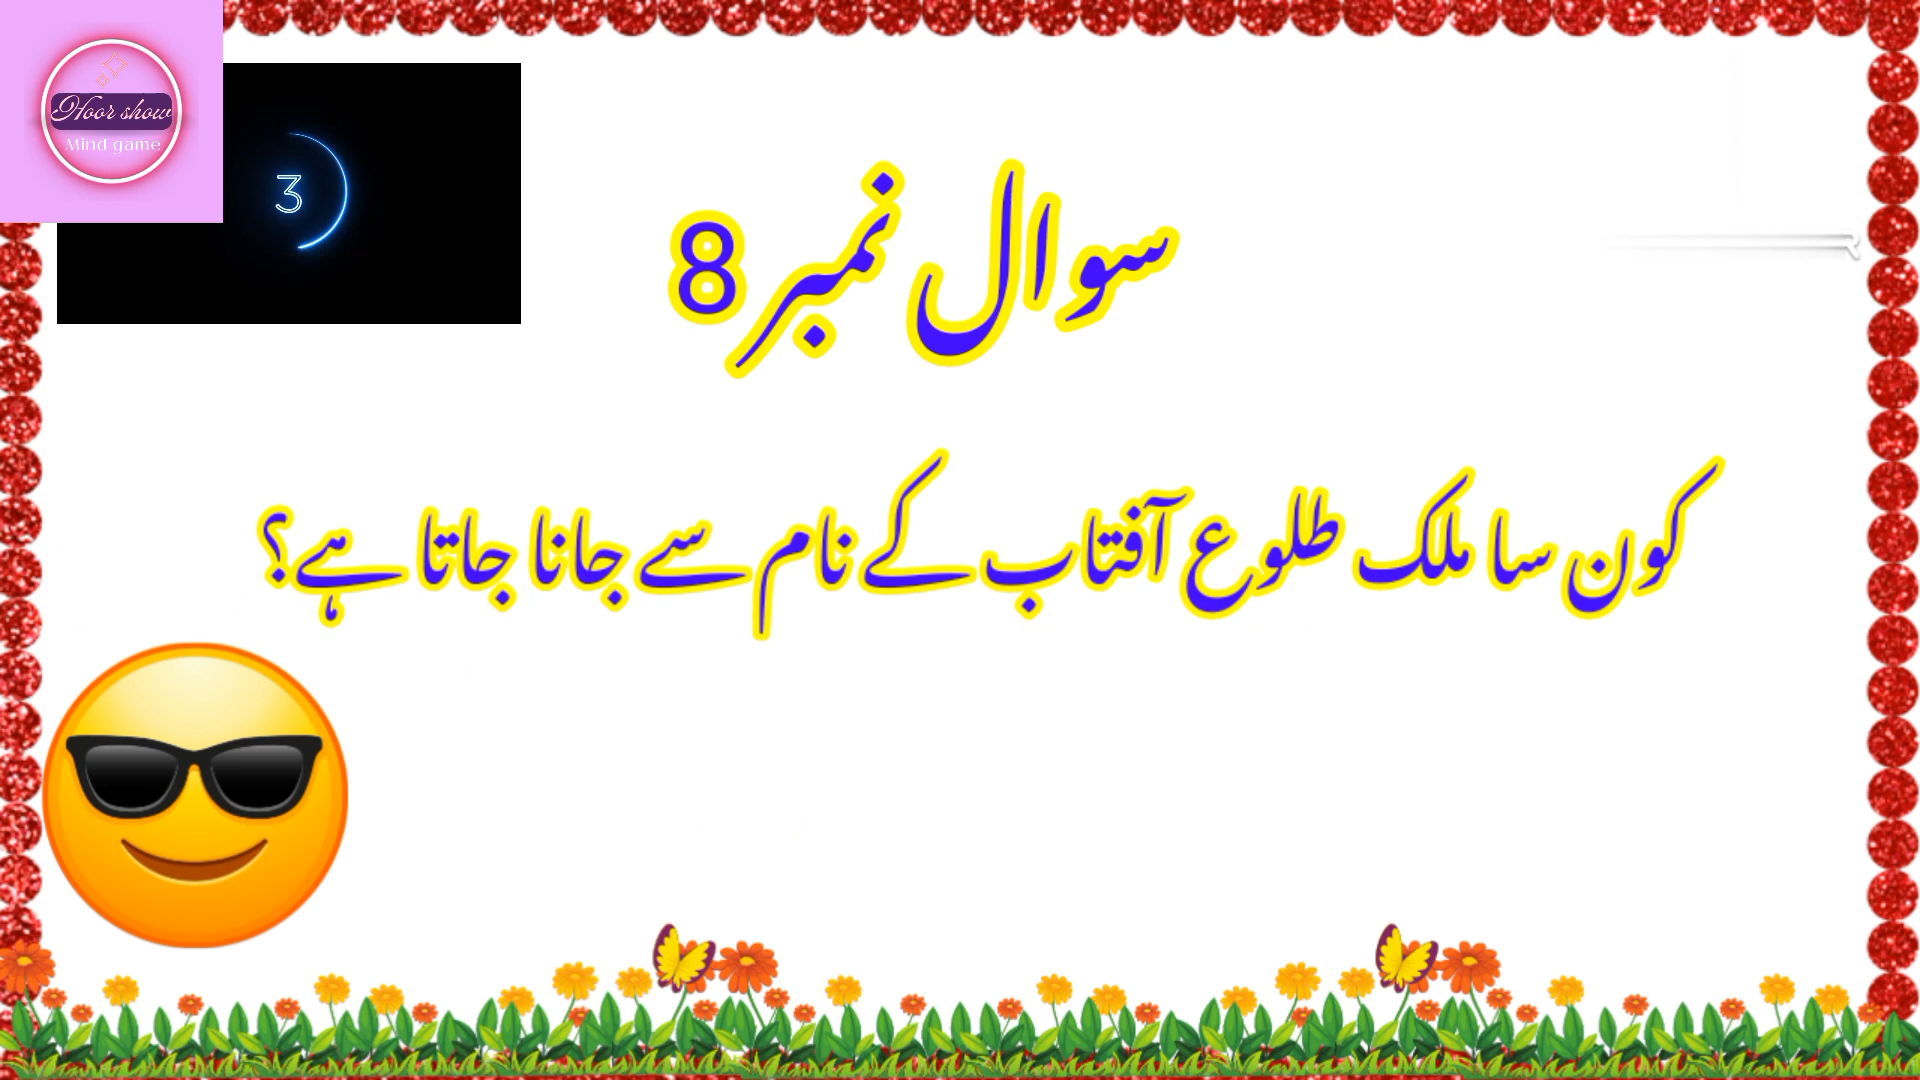 Hoor show
Mind game
3
سوال نمبر 8
کون سا ملک طلوع آفتاب کے نام سے جانا جاتا ہے؟